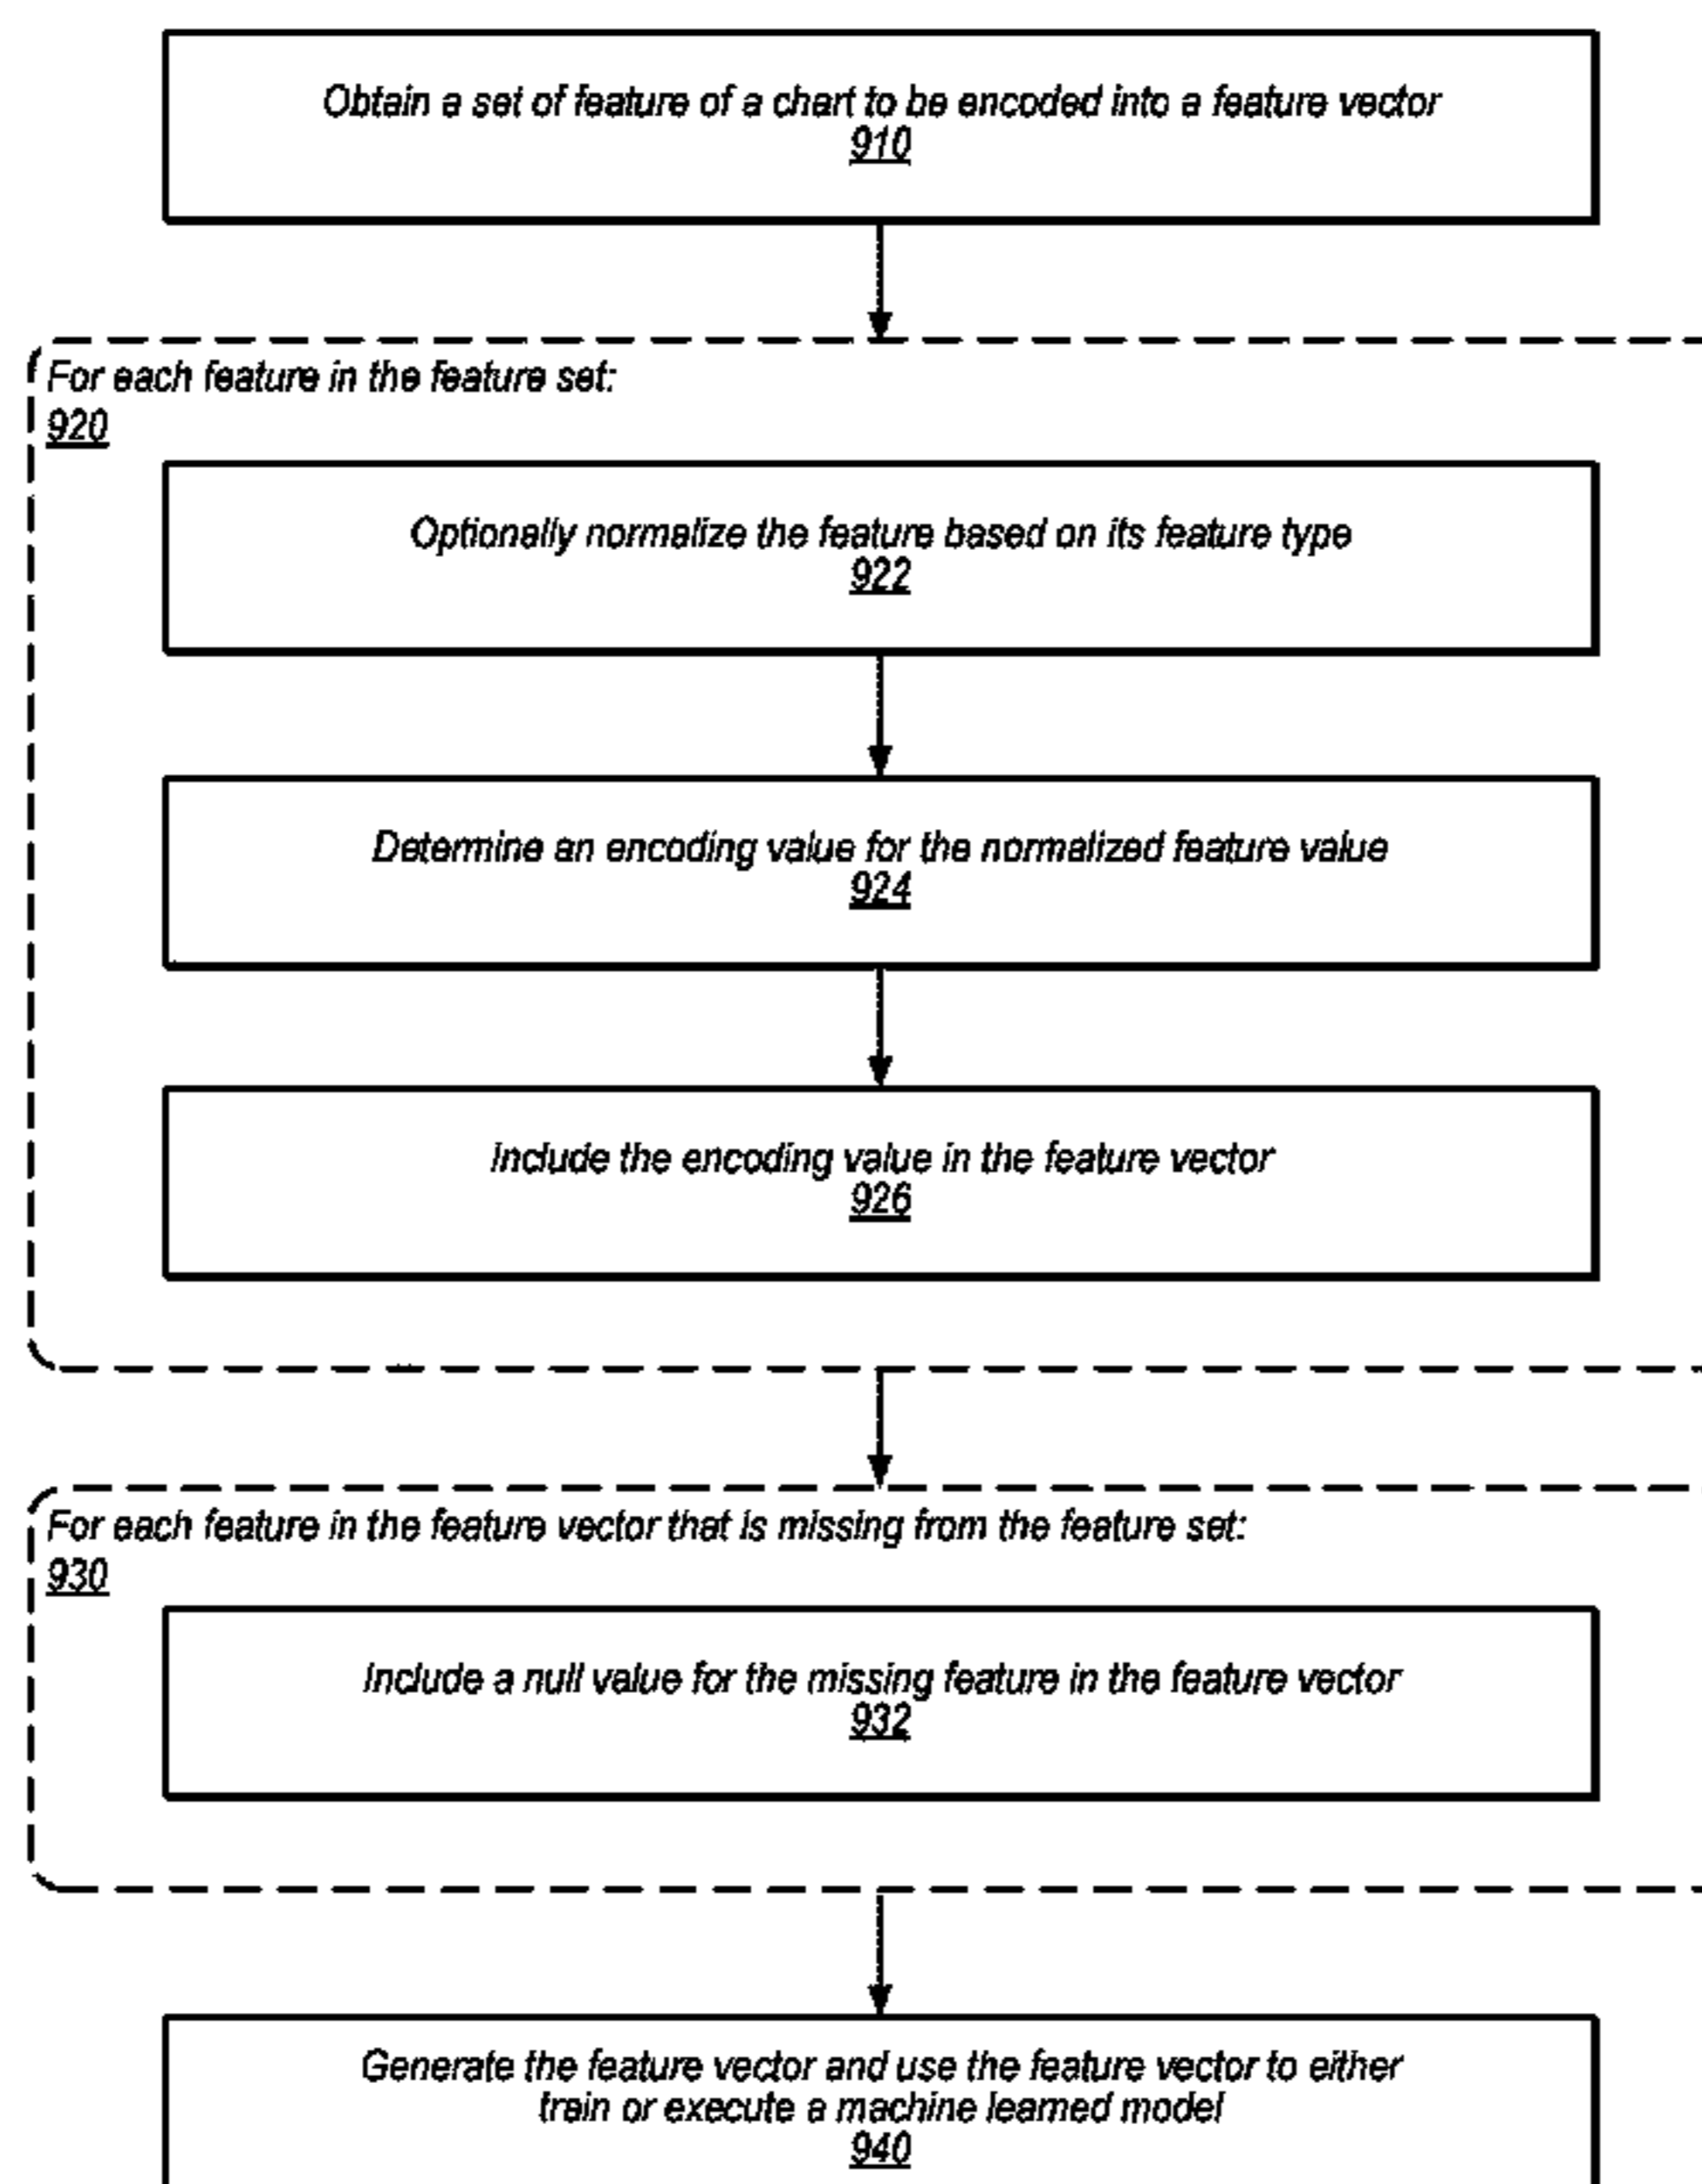 Obtain a set of feature of a chart to be encoded into a feature vector
910
For each feature in the feature set:
920
Optionally normalize the feature based on its feature type
922
Determine an encoding value for the normalized feature value
924
Include the encoding value in the feature vector
926
For each feature in the feature vector that is missing from the feature set:
930
Include a null value for the missing feature in the feature vector
932
Generate the feature vector and use the feature vector to either
train or execute a machine learned model
940